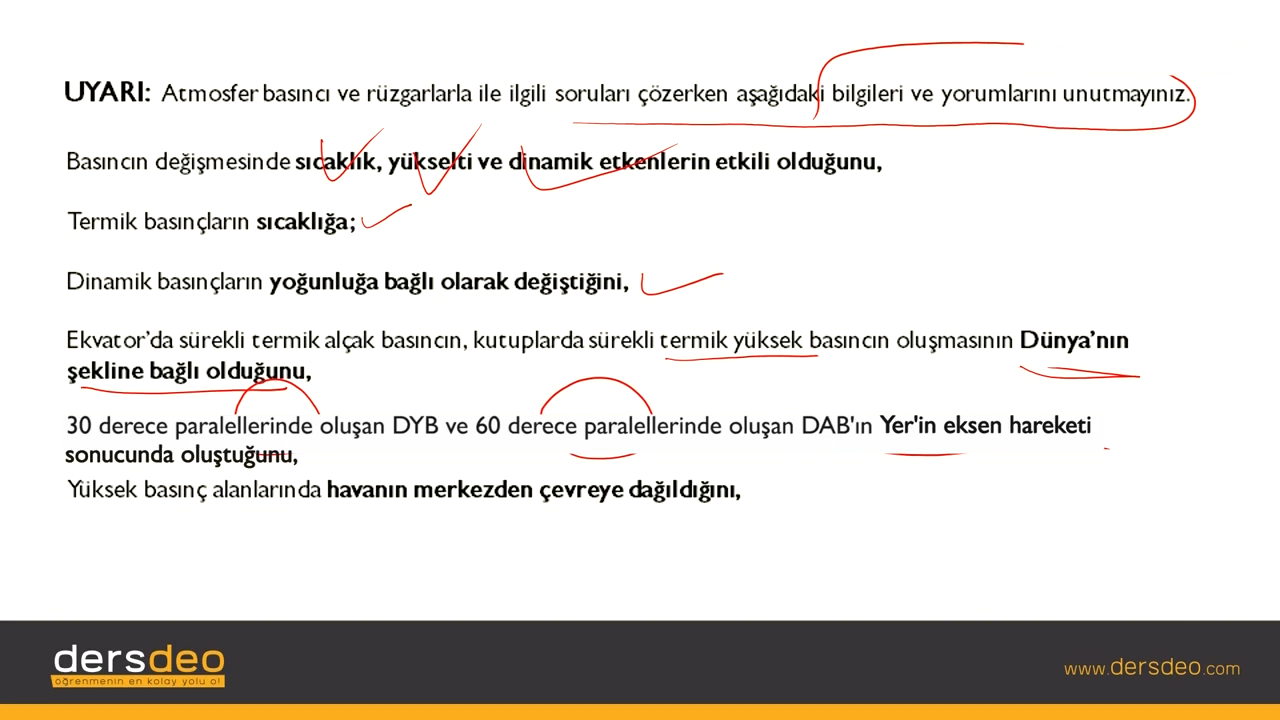 UYARI: Atmosfer basıncı ve rüzgarlarla ile ilgili soruları çözerken aşağıdaki bilgileri ve yorumlarını unutmayınız.
Basıncın değişmesinde sıcaklık, yükselti ve dinamik etkenlerin etkili olduğunu,
Termik basınçların sıcaklığa;
Dinamik basınçların yoğunluğa bağlı olarak değiştiğini,
Ekvator’da sürekli termik alçak basıncın, kutuplarda sürekli termik yüksek basıncın oluşmasının Dünya’nın
şekline bağlı olduğunu,
30 derece paralellerinde oluşan DYB ve 60 derece paralellerinde oluşan DAB'ın Yer'in eksen hareketi
sonucunda oluştuğunu,
Yüksek basınç alanlarında havanın merkezden çevreye dağıldığını,
dersdeo
öğrenmenin en kolay yolu o!
www.dersdeo.com